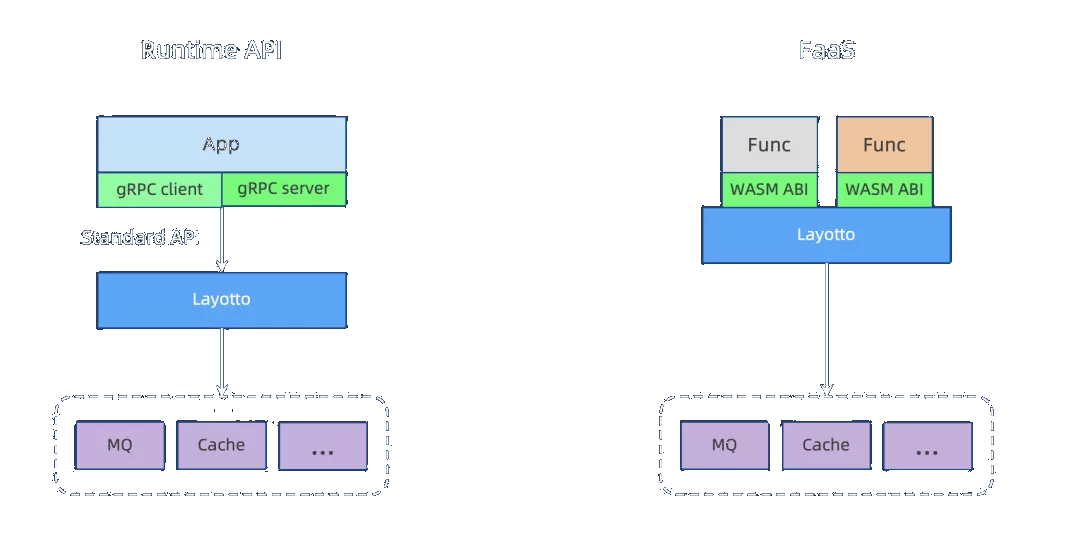 Runtime API
App
gRPC client
gRPC server
Standard API
Layotto
MQ
Cache
...
FaaS
Func
Func
WASM ABI
WASM ABI
Layotto
MQ
Cache
...